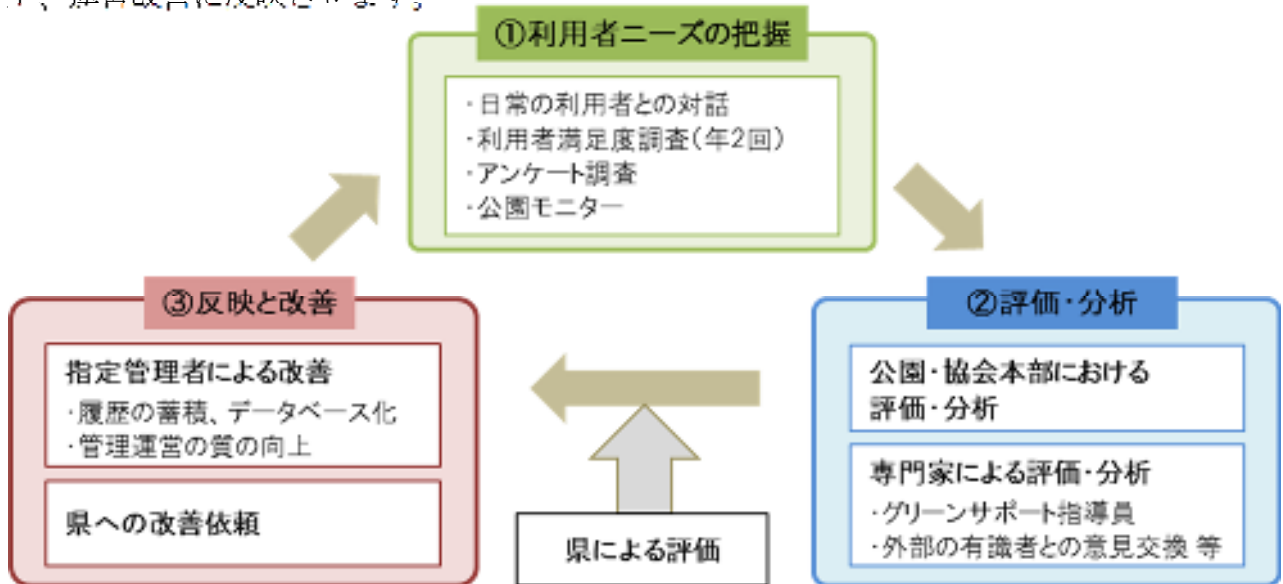 ①利用者ニーズの把握
・日常の利用者との対話
・利用者満足度調査(年2回)
・アンケート調査
・公園モニター
②評価・分析
公園・協会本部における
評価・分析
専門家による評価・分析
・グリーンサポート指導員
・外部の有識者との意見交換 等
③反映と改善
指定管理者による改善
・履歴の蓄積、データベース化
・管理運営の質の向上
県への改善依頼
県による評価